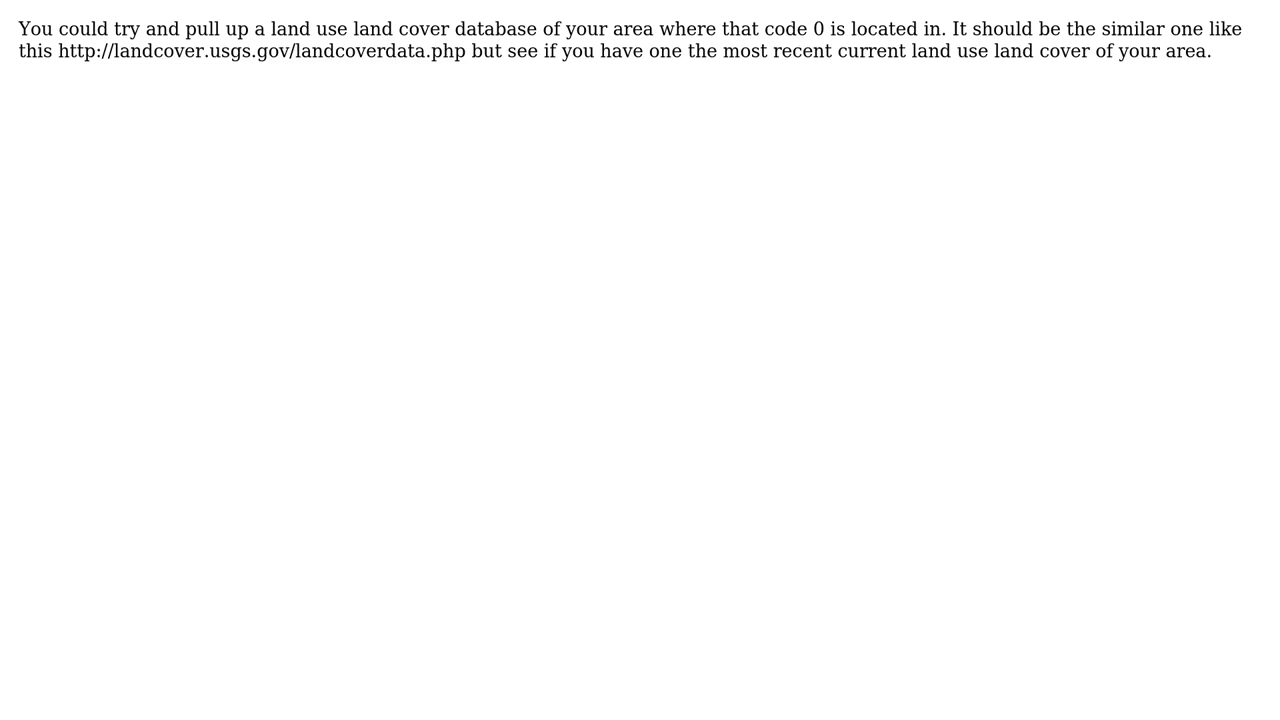 You could try and pull up a land use land cover database of your area where that code 0 is located in. It should be the similar one like
this http://landcover.usgs.gov/landcoverdata.php but see if you have one the most recent current land use land cover of your area.